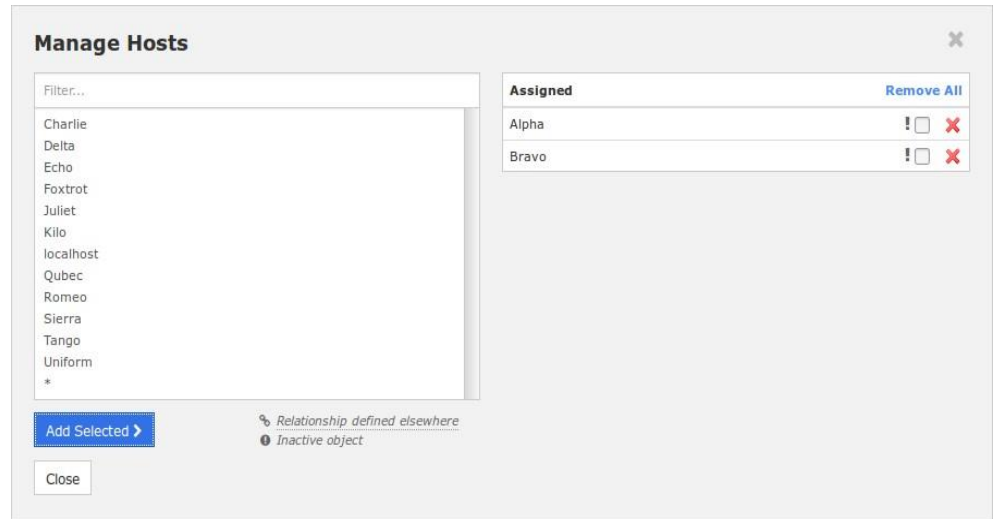 Manage Hosts
Filter...
Charlie
Delta
Echo
Foxtrot
Juliet
Kilo
localhost
Qubec
Romeo
Sierra
Tango
Uniform
*
Add Selected
Relationship defined elsewhere
Inactive object
Close
Assigned Remove All
Alpha !
Bravo !